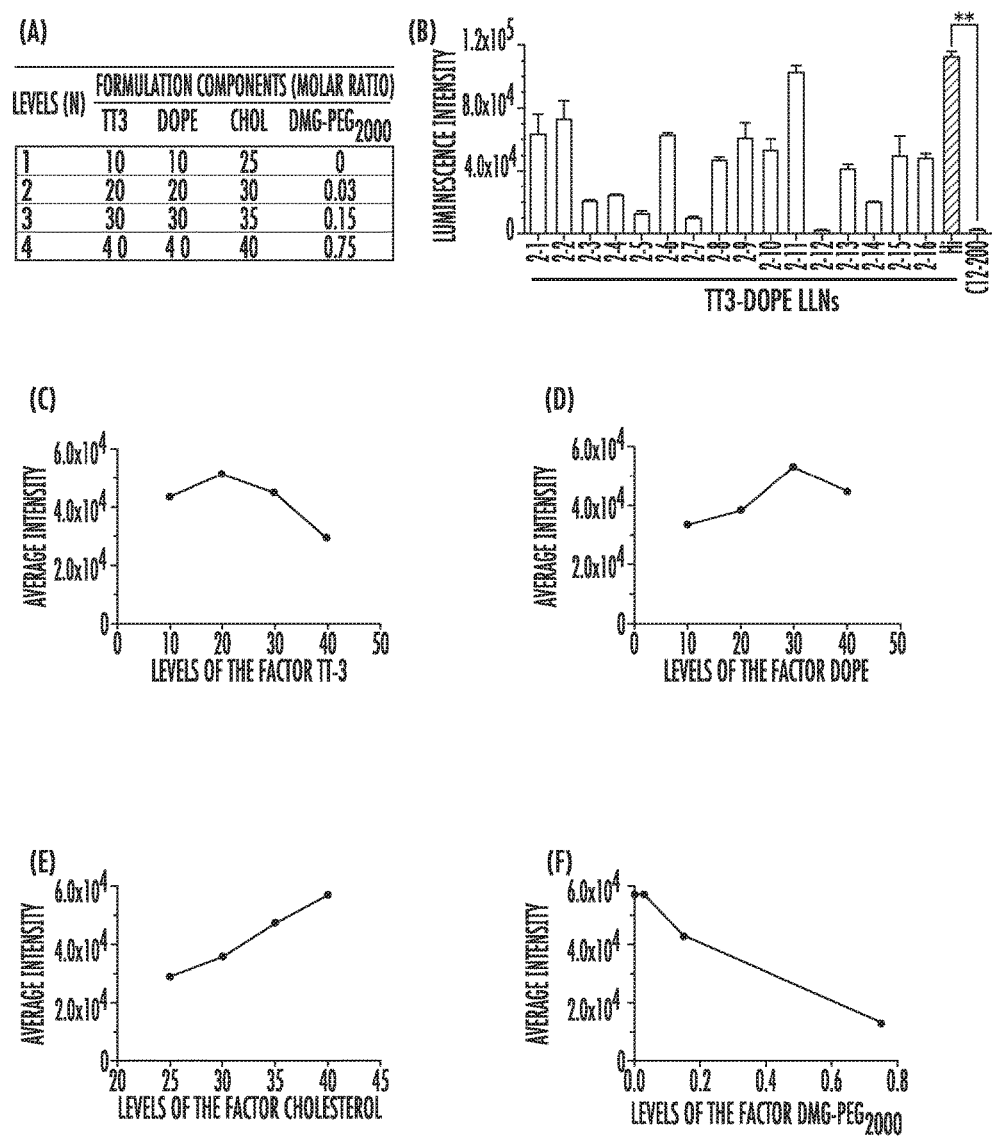 (A)
FORMULATION COMPONENTS (MOLAR RATIO)
LEVELS (N) TT3 DOPE CHOL DMG-PEG2000
1 10 10 25 0
2 20 20 30 0.03
3 30 30 35 0.15
4 40 40 40 0.75
(B)
**
LUMINESCENCE INTENSITY
1.2x10^5
8.0x10^4
4.0x10^4
0
2-1 2-2 2-3 2-4 2-5 2-6 2-7 2-8 2-9 2-10 2-11 2-12 2-13 2-14 2-15 2-16 C12-200
TT3-DOPE LLNs
(C)
AVERAGE INTENSITY
6.0x10^4
4.0x10^4
2.0x10^4
0
0 10 20 30 40 50
LEVELS OF THE FACTOR TT-3
(D)
AVERAGE INTENSITY
6.0x10^4
4.0x10^4
2.0x10^4
0
0 10 20 30 40 50
LEVELS OF THE FACTOR DOPE
(E)
AVERAGE INTENSITY
6.0x10^4
4.0x10^4
2.0x10^4
0
20 25 30 35 40 45
LEVELS OF THE FACTOR CHOLESTEROL
(F)
AVERAGE INTENSITY
6.0x10^4
4.0x10^4
2.0x10^4
0
0.0 0.2 0.4 0.6 0.8
LEVELS OF THE FACTOR DMG-PEG2000